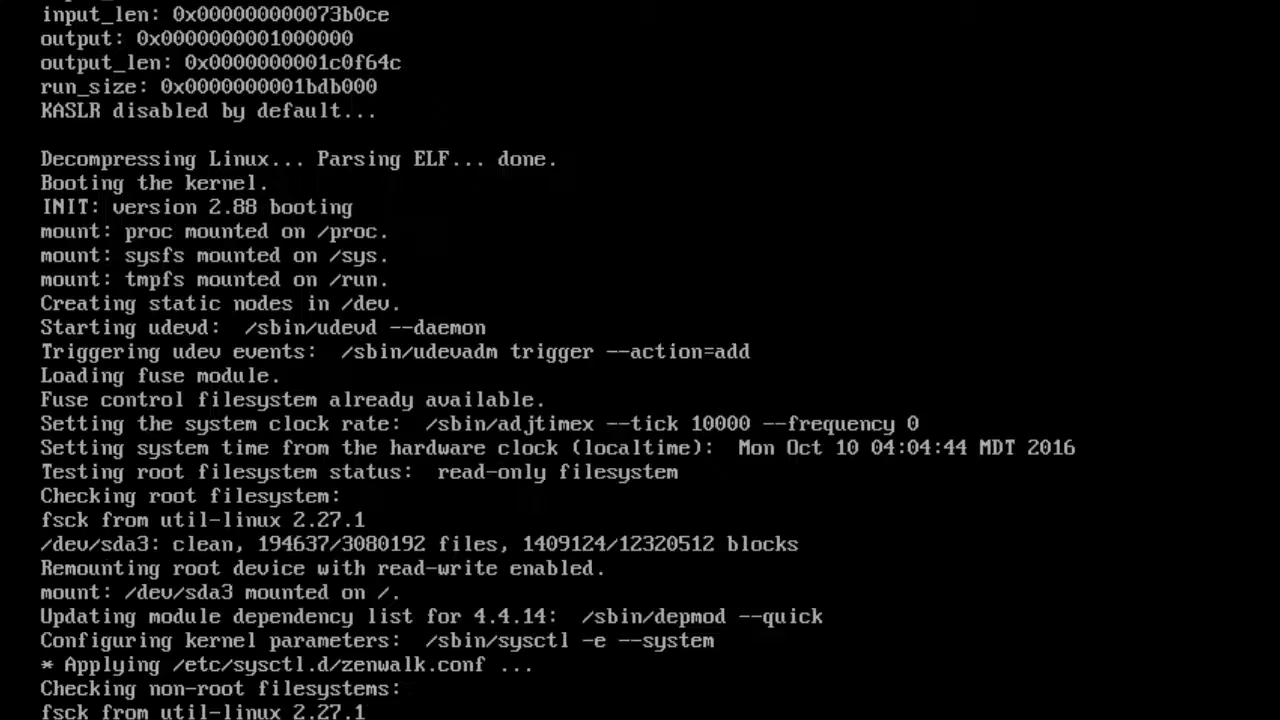 input_len: 0x000000000073b0ce
output: 0x0000000001000000
output_len: 0x0000000001c0f64c
run_size: 0x0000000001bdb000
KASLR disabled by default...
Decompressing Linux... Parsing ELF... done.
Booting the kernel.
INIT: version 2.88 booting
mount: proc mounted on /proc.
mount: sysfs mounted on /sys.
mount: tmpfs mounted on /run.
Creating static nodes in /dev.
Starting udevd:  /sbin/udevd --daemon
Triggering udev events:  /sbin/udevadm trigger --action=add
Loading fuse module.
Fuse control filesystem already available.
Setting the system clock rate:  /sbin/adjtimex --tick 10000 --frequency 0
Setting system time from the hardware clock (localtime):  Mon Oct 10 04:04:44 MDT 2016
Testing root filesystem status:  read-only filesystem
Checking root filesystem:
fsck from util-linux 2.27.1
/dev/sda3: clean, 194637/3080192 files, 1409124/12320512 blocks
Remounting root device with read-write enabled.
mount: /dev/sda3 mounted on /.
Updating module dependency list for 4.4.14:  /sbin/depmod --quick
Configuring kernel parameters:  /sbin/sysctl -e --system
* Applying /etc/sysctl.d/zenwalk.conf ...
Checking non-root filesystems:
fsck from util-linux 2.27.1